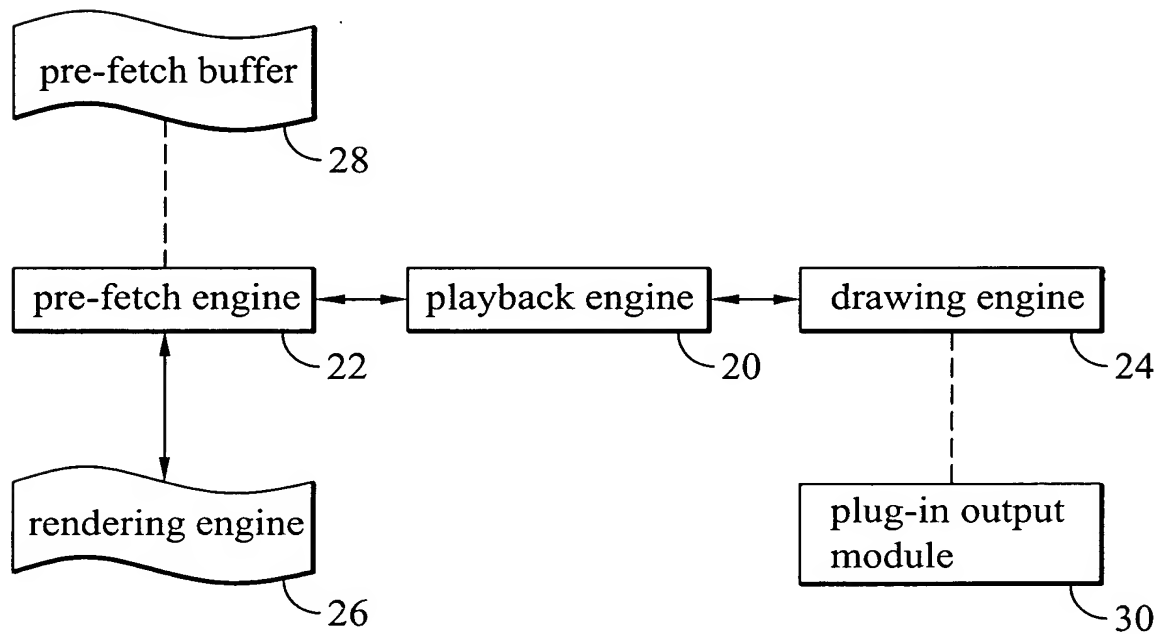 pre-fetch buffer
28
pre-fetch engine
playback engine
drawing engine
22
20
24
rendering engine
plug-in output
module
26
30